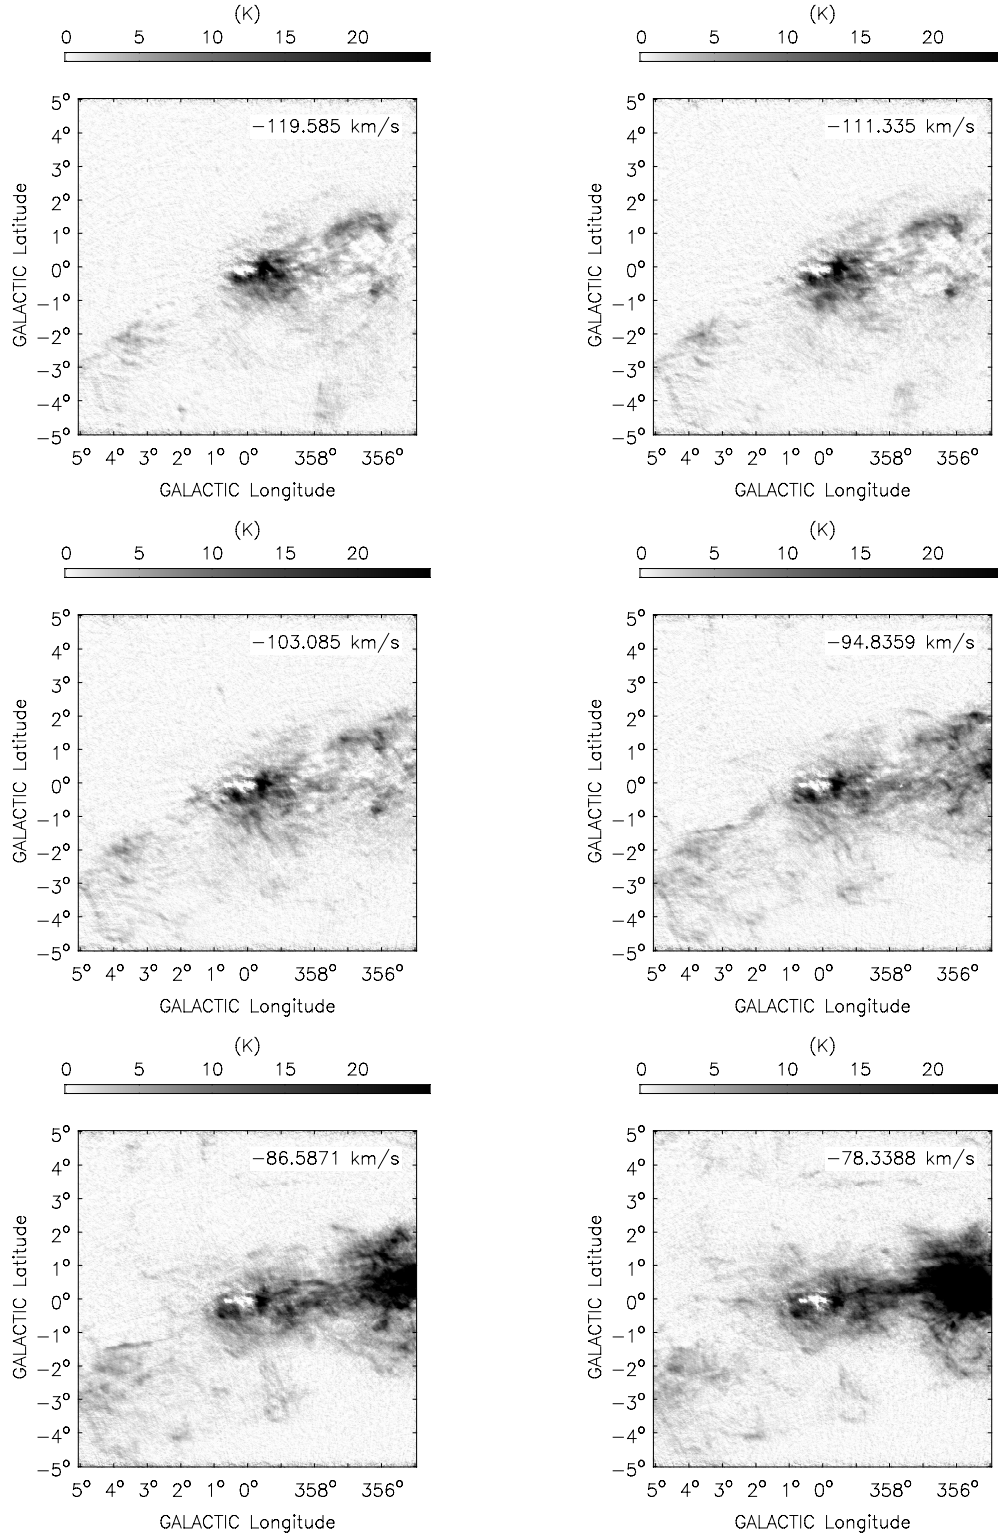 (K) (K)
0 5 10 15 20 0 5 10 15 20
5° −119.585 km/s 5° −111.335 km/s
4° 4°
3° 3°
2° 2°
1° 1°
0° 0°
−1° −1°
−2° −2°
−3° −3°
−4° −4°
−5° −5°
GALACTIC Latitude GALACTIC Latitude
5° 4° 3° 2° 1° 0° 358° 356° 5° 4° 3° 2° 1° 0° 358° 356°
GALACTIC Longitude GALACTIC Longitude
(K) (K)
0 5 10 15 20 0 5 10 15 20
5° −103.085 km/s 5° −94.8359 km/s
4° 4°
3° 3°
2° 2°
1° 1°
0° 0°
−1° −1°
−2° −2°
−3° −3°
−4° −4°
−5° −5°
GALACTIC Latitude GALACTIC Latitude
5° 4° 3° 2° 1° 0° 358° 356° 5° 4° 3° 2° 1° 0° 358° 356°
GALACTIC Longitude GALACTIC Longitude
(K) (K)
0 5 10 15 20 0 5 10 15 20
5° −86.5871 km/s 5° −78.3388 km/s
4° 4°
3° 3°
2° 2°
1° 1°
0° 0°
−1° −1°
−2° −2°
−3° −3°
−4° −4°
−5° −5°
GALACTIC Latitude GALACTIC Latitude
5° 4° 3° 2° 1° 0° 358° 356° 5° 4° 3° 2° 1° 0° 358° 356°
GALACTIC Longitude GALACTIC Longitude